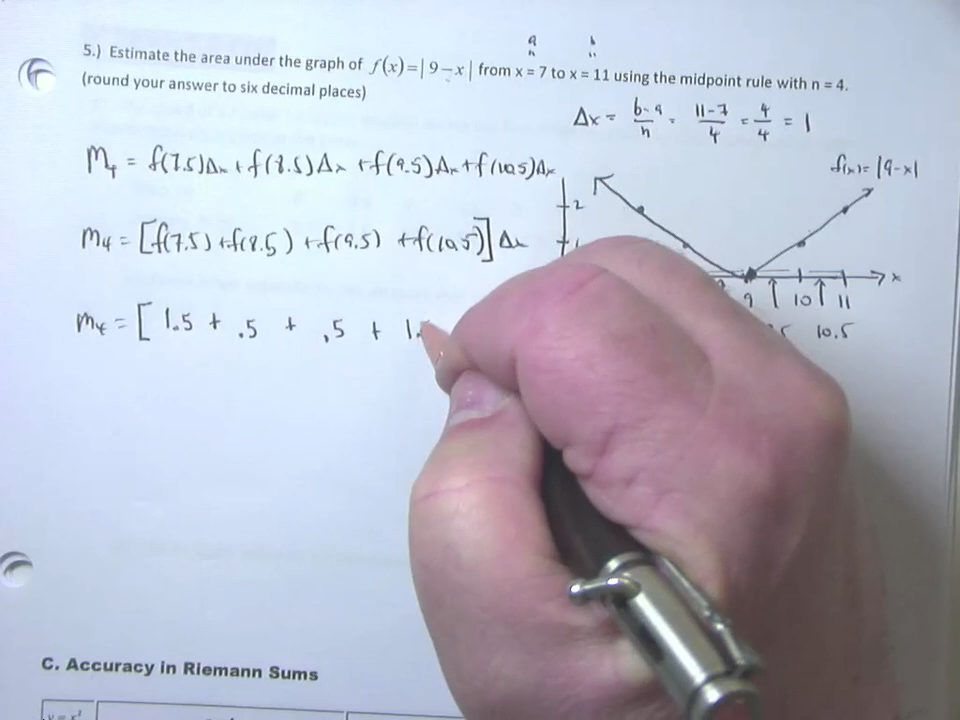 a b
" "
5.) Estimate the area under the graph of f(x)=| 9 – x | from x = 7 to x = 11 using the midpoint rule with n = 4.
(round your answer to six decimal places)
Δx = b-a/n = 11-7/4 = 4/4 = 1
M4 = f(7.5)Δx + f(8.5)Δx + f(9.5)Δx + f(10.5)Δx
f(x) = |9-x|
2
M4 = [f(7.5) + f(8.5) + f(9.5) + f(10.5)] Δx
x
9 10 11
10.5
M4 = [ 1.5 + .5 + .5 + 1.
C. Accuracy in Riemann Sums